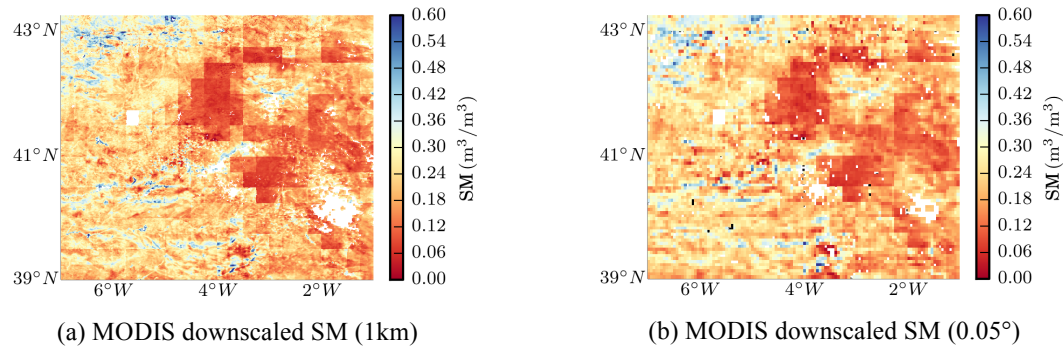 43°N
41°N
39°N
6°W
4°W
2°W
0.60
0.54
0.48
0.42
0.36
0.30
0.24
0.18
0.12
0.06
0.00
SM (m³/m³)
(a) MODIS downscaled SM (1km)
43°N
41°N
39°N
6°W
4°W
2°W
0.60
0.54
0.48
0.42
0.36
0.30
0.24
0.18
0.12
0.06
0.00
SM (m³/m³)
(b) MODIS downscaled SM (0.05°)